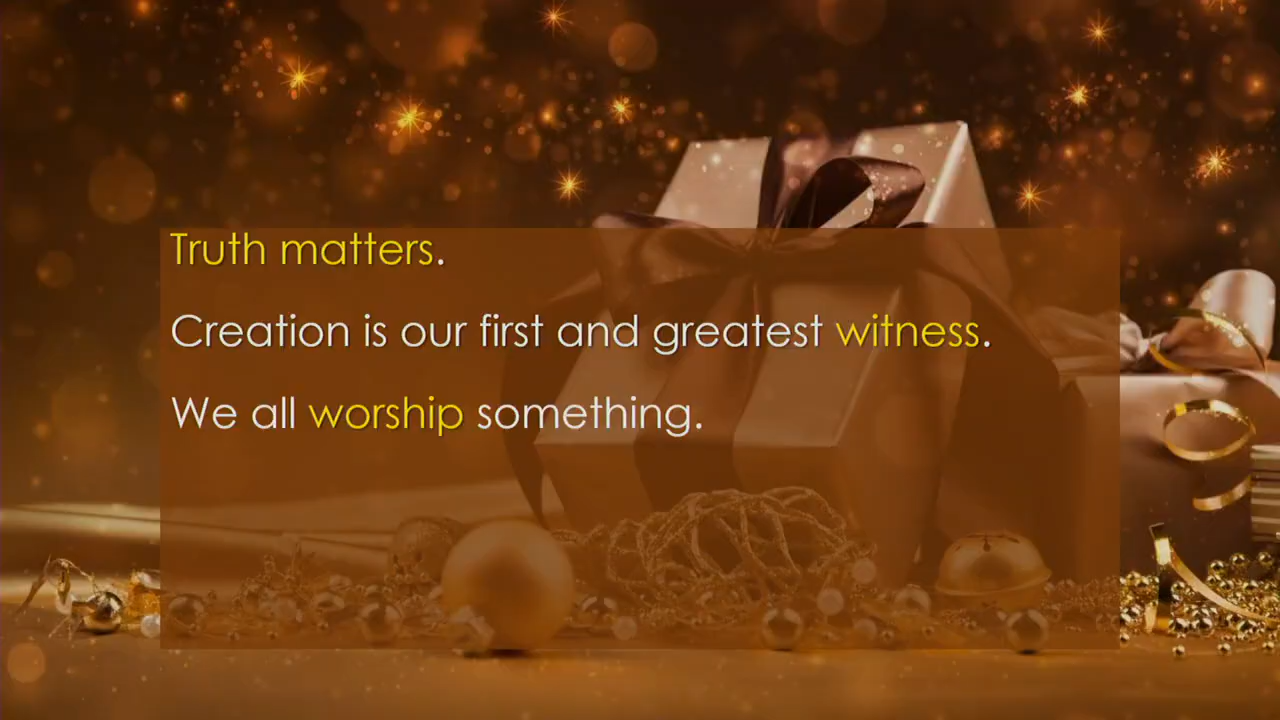 Truth matters.
Creation is our first and greatest witness.
We all worship something.